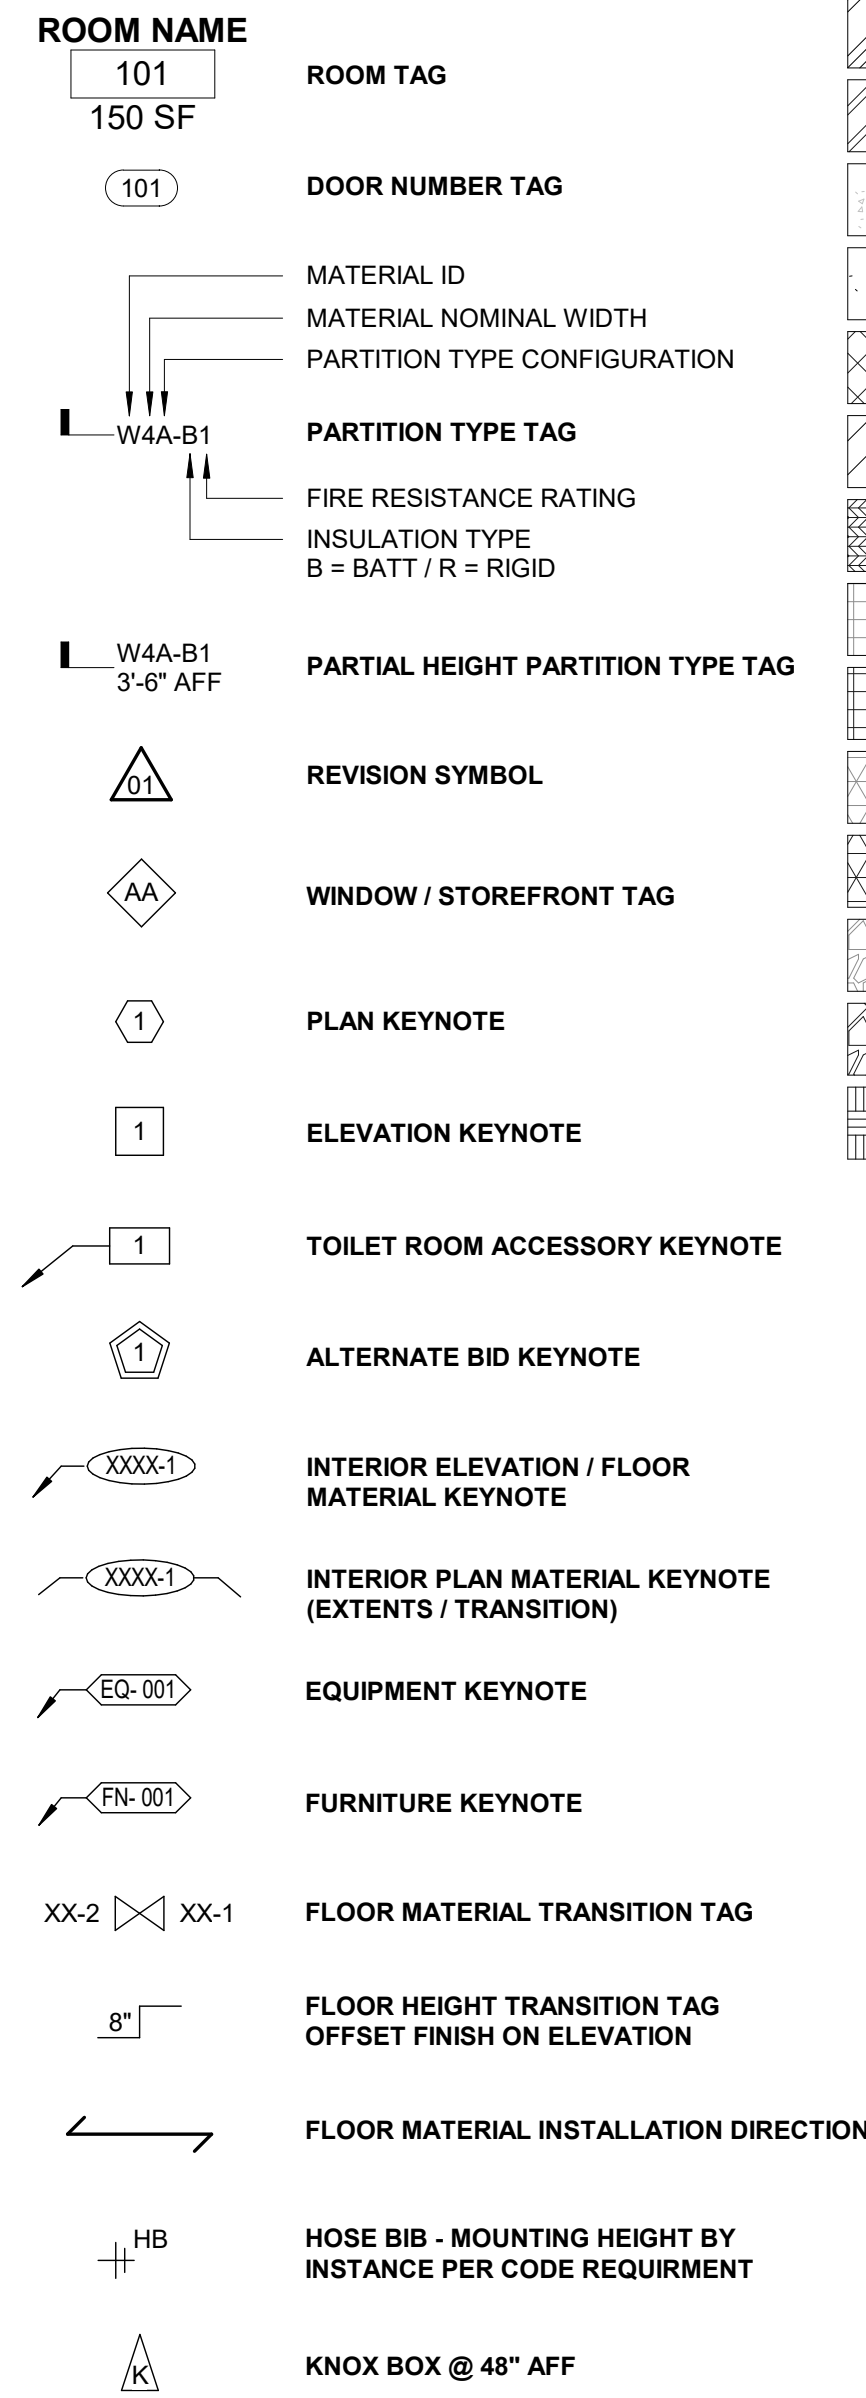 ROOM NAME
101
150 SF
ROOM TAG
101
DOOR NUMBER TAG
MATERIAL ID
MATERIAL NOMINAL WIDTH
PARTITION TYPE CONFIGURATION
W4A-B1
PARTITION TYPE TAG
FIRE RESISTANCE RATING
INSULATION TYPE
B = BATT / R = RIGID
W4A-B1
3'-6" AFF
PARTIAL HEIGHT PARTITION TYPE TAG
01
REVISION SYMBOL
AA
WINDOW / STOREFRONT TAG
1
PLAN KEYNOTE
1
ELEVATION KEYNOTE
1
TOILET ROOM ACCESSORY KEYNOTE
1
ALTERNATE BID KEYNOTE
XXXX-1
INTERIOR ELEVATION / FLOOR
MATERIAL KEYNOTE
XXXX-1
INTERIOR PLAN MATERIAL KEYNOTE
(EXTENTS / TRANSITION)
EQ- 001
EQUIPMENT KEYNOTE
FN- 001
FURNITURE KEYNOTE
XX-2 XX-1
FLOOR MATERIAL TRANSITION TAG
8"
FLOOR HEIGHT TRANSITION TAG
OFFSET FINISH ON ELEVATION
FLOOR MATERIAL INSTALLATION DIRECTION
HB
HOSE BIB - MOUNTING HEIGHT BY
INSTANCE PER CODE REQUIRMENT
K
KNOX BOX @ 48" AFF